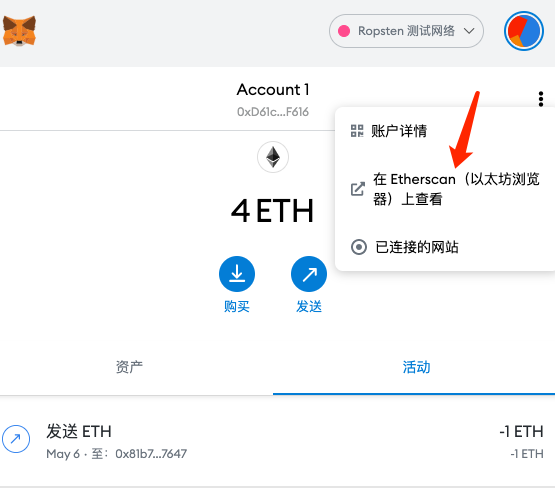 Ropsten 测试网络
Account 1
0xD61c...F616
账户详情
在 Etherscan（以太坊浏览
器）上查看
已连接的网站
4 ETH
购买
发送
资产
活动
发送 ETH
-1 ETH
May 6 · 至：0x81b7...7647
-1 ETH